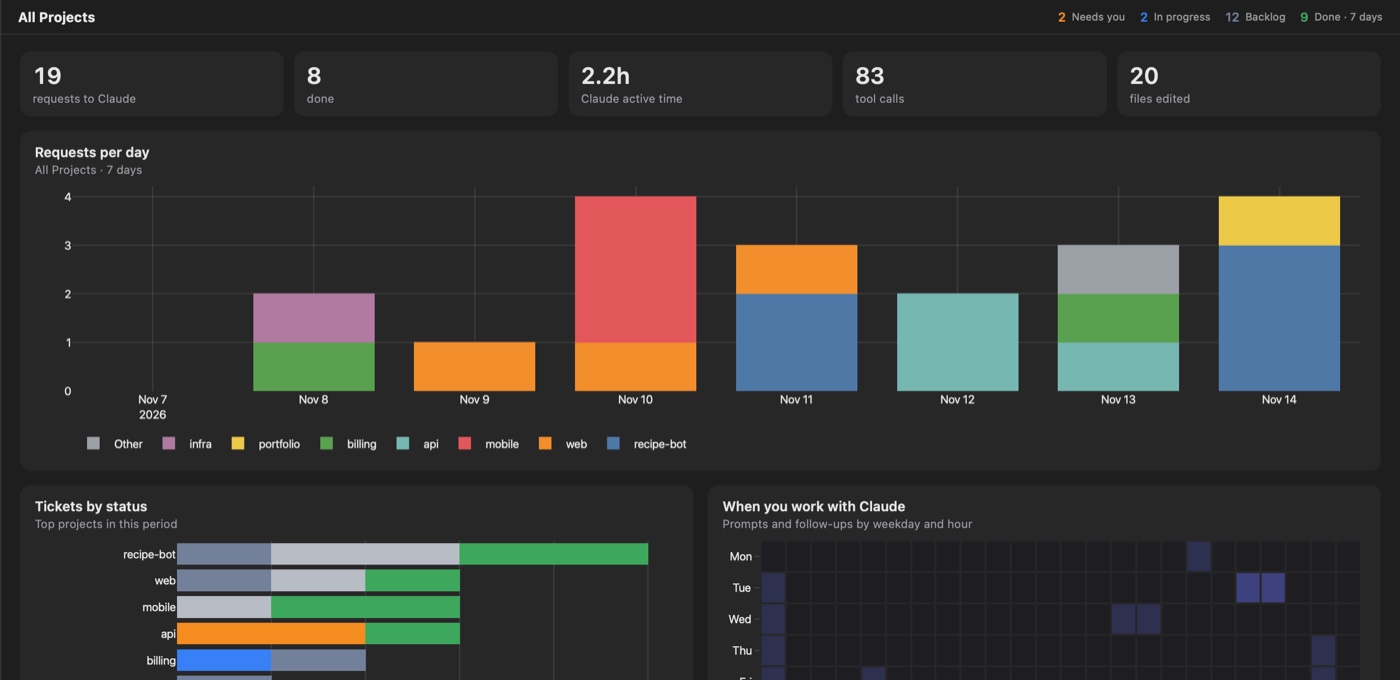 All Projects
2 Needs you 2 In progress 12 Backlog 9 Done · 7 days
19
requests to Claude
8
done
2.2h
Claude active time
83
tool calls
20
files edited
Requests per day
All Projects · 7 days
4
3
2
1
0
Nov 7 Nov 8 Nov 9 Nov 10 Nov 11 Nov 12 Nov 13 Nov 14
2026
Other infra portfolio billing api mobile web recipe-bot
Tickets by status
Top projects in this period
recipe-bot
web
mobile
api
billing
When you work with Claude
Prompts and follow-ups by weekday and hour
Mon
Tue
Wed
Thu